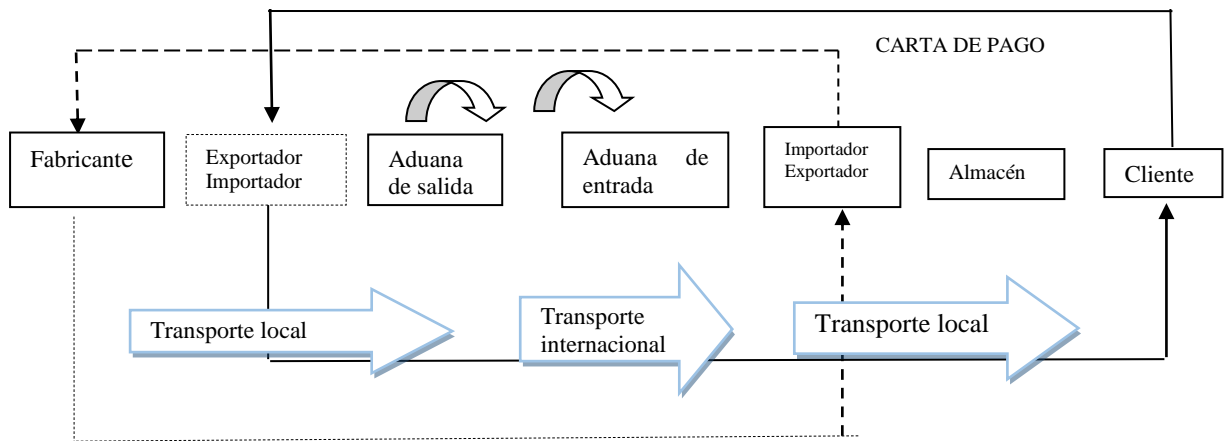 CARTA DE PAGO
Fabricante
Exportador
Importador
Aduana
de salida
Aduana de
entrada
Importador
Exportador
Almacén
Cliente
Transporte local
Transporte
internacional
Transporte local